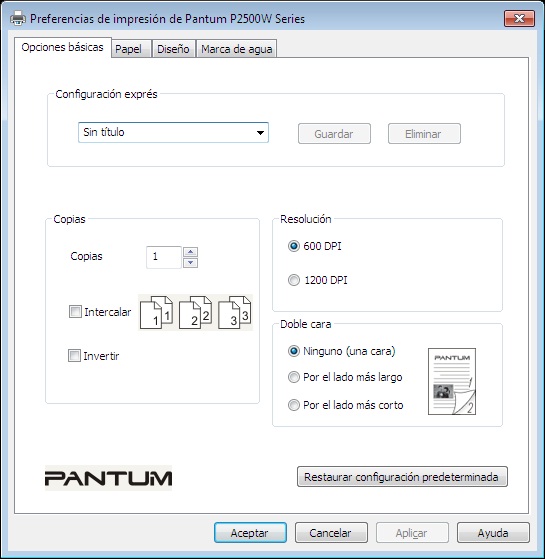 Preferencias de impresión de Pantum P2500W Series
Opciones básicas Papel Diseño Marca de agua
Configuración exprés
Sin título Guardar Eliminar
Copias
Copias 1
Intercalar 1 1 2 2 3 3
Invertir
Resolución
600 DPI
1200 DPI
Doble cara
Ninguno (una cara)
Por el lado más largo
Por el lado más corto
PANTUM
1
2
PANTUM
Restaurar configuración predeterminada
Aceptar Cancelar Aplicar Ayuda